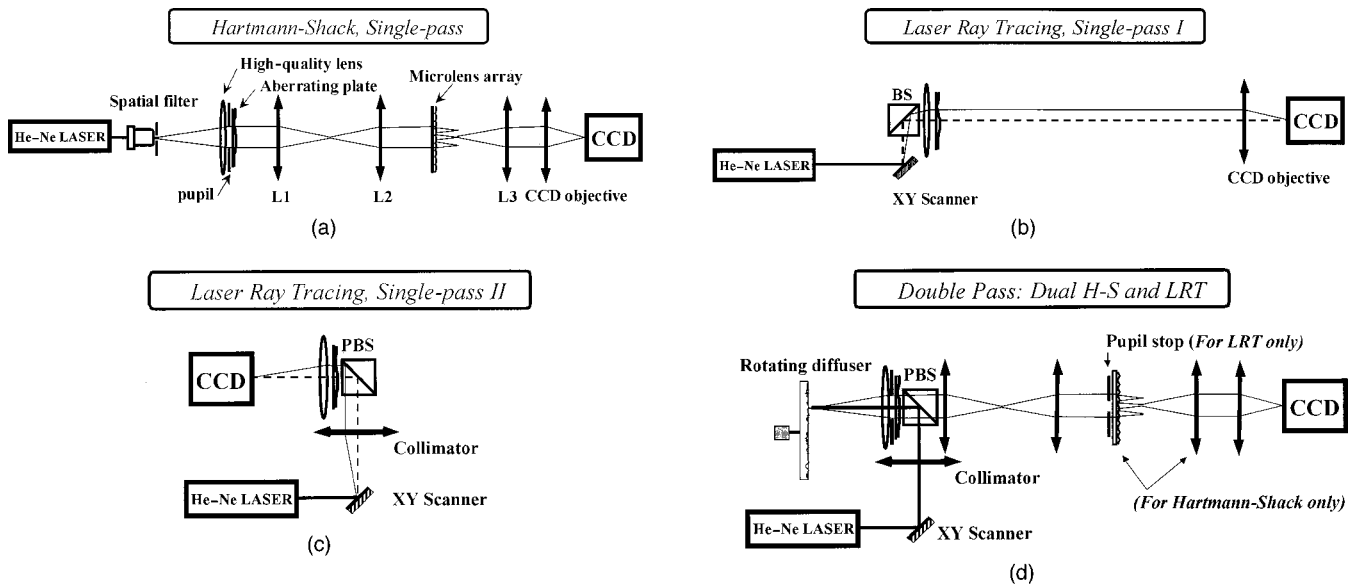 Hartmann-Shack, Single-pass
High-quality lens
Aberrating plate
Microlens array
Spatial filter
He–Ne LASER
CCD
pupil
L1
L2
L3
CCD objective
(a)
Laser Ray Tracing, Single-pass I
BS
CCD
He–Ne LASER
XY Scanner
CCD objective
(b)
Laser Ray Tracing, Single-pass II
PBS
CCD
Collimator
He–Ne LASER
XY Scanner
(c)
Double Pass: Dual H-S and LRT
Pupil stop (For LRT only)
Rotating diffuser
PBS
CCD
Collimator
(For Hartmann-Shack only)
He–Ne LASER
XY Scanner
(d)